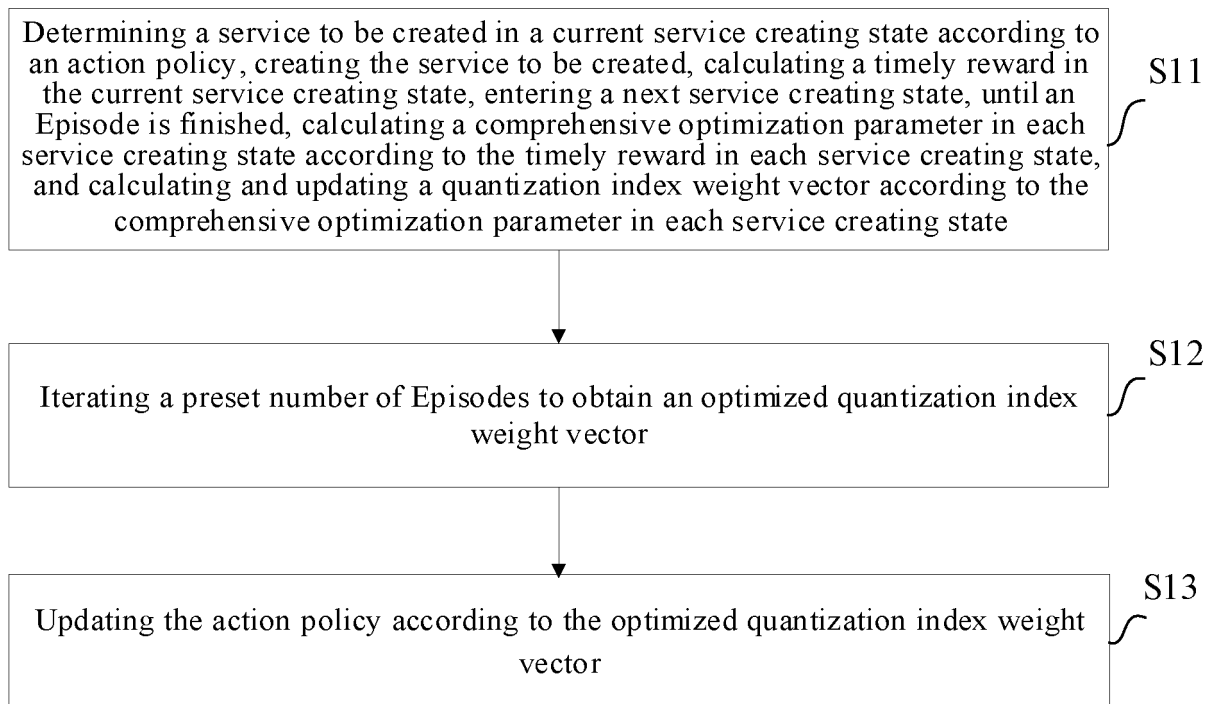 Determining a service to be created in a current service creating state according to
an action policy, creating the service to be created, calculating a timely reward in
the current service creating state, entering a next service creating state, until an
Episode is finished, calculating a comprehensive optimization parameter in each
service creating state according to the timely reward in each service creating state,
and calculating and updating a quantization index weight vector according to the
comprehensive optimization parameter in each service creating state
S11
Iterating a preset number of Episodes to obtain an optimized quantization index
weight vector
S12
Updating the action policy according to the optimized quantization index weight
vector
S13